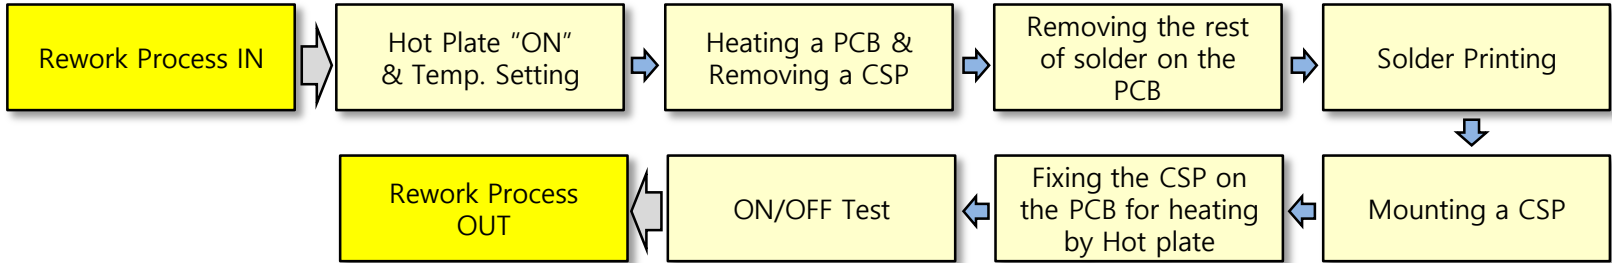 Rework Process IN
Hot Plate “ON”
& Temp. Setting
Heating a PCB &
Removing a CSP
Removing the rest
of solder on the
PCB
Solder Printing
Mounting a CSP
Fixing the CSP on
the PCB for heating
by Hot plate
ON/OFF Test
Rework Process
OUT